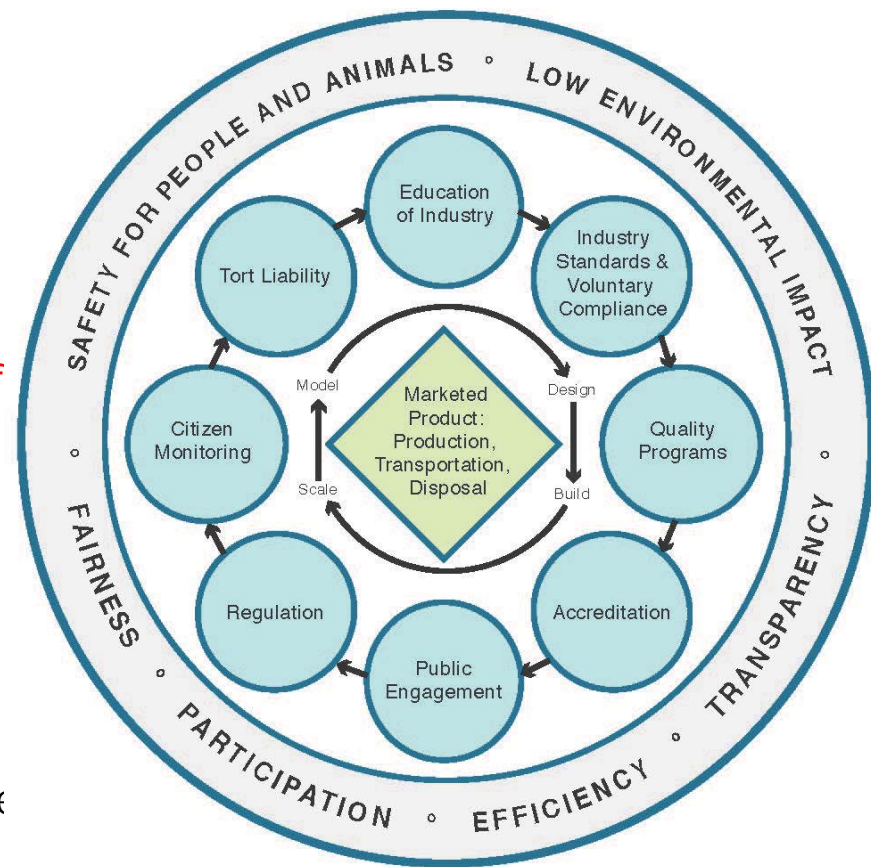 SAFETY FOR PEOPLE AND ANIMALS
LOW ENVIRONMENTAL IMPACT
TRANSPARENCY
EFFICIENCY
PARTICIPATION
FAIRNESS
Education
of Industry
Industry
Standards &
Voluntary
Compliance
Quality
Programs
Accreditation
Public
Engagement
Regulation
Citizen
Monitoring
Tort Liability
Model
Design
Build
Scale
Marketed
Product:
Production,
Transportation,
Disposal